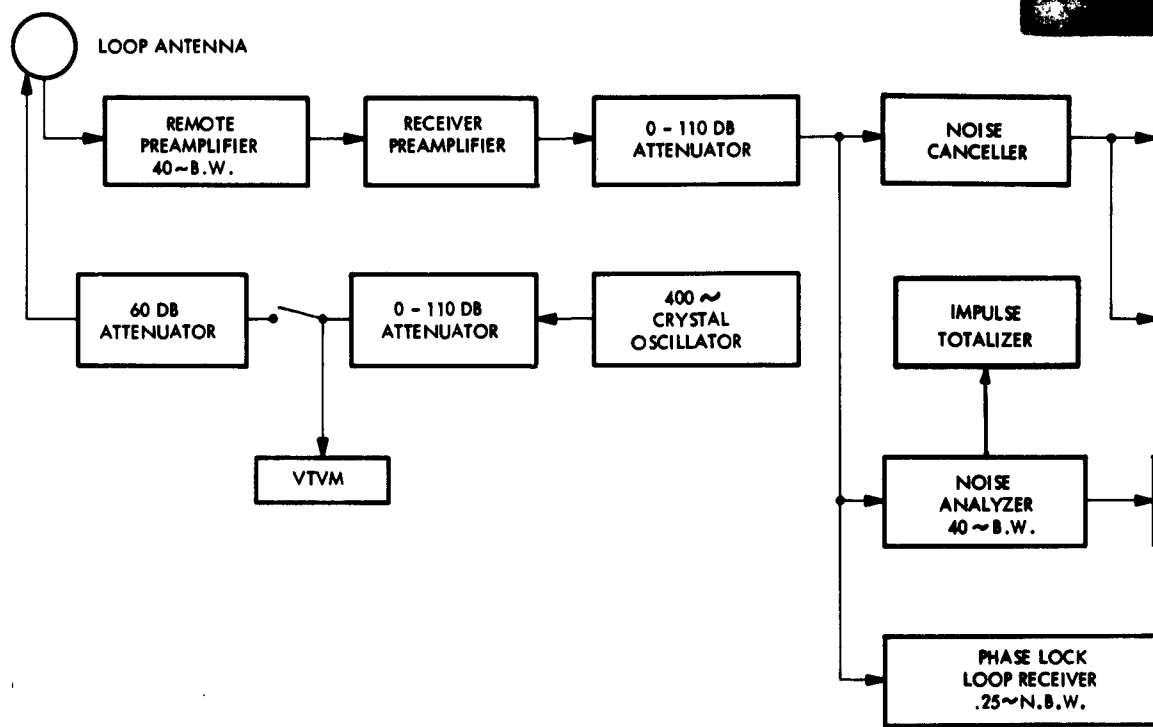 LOOP ANTENNA
REMOTE
PREAMPLIFIER
40~B.W.
RECEIVER
PREAMPLIFIER
0 - 110 DB
ATTENUATOR
NOISE
CANCELLER
60 DB
ATTENUATOR
0 - 110 DB
ATTENUATOR
400 ~
CRYSTAL
OSCILLATOR
IMPULSE
TOTALIZER
VTVM
NOISE
ANALYZER
40 ~ B.W.
PHASE LOCK
LOOP RECEIVER
.25~N.B.W.